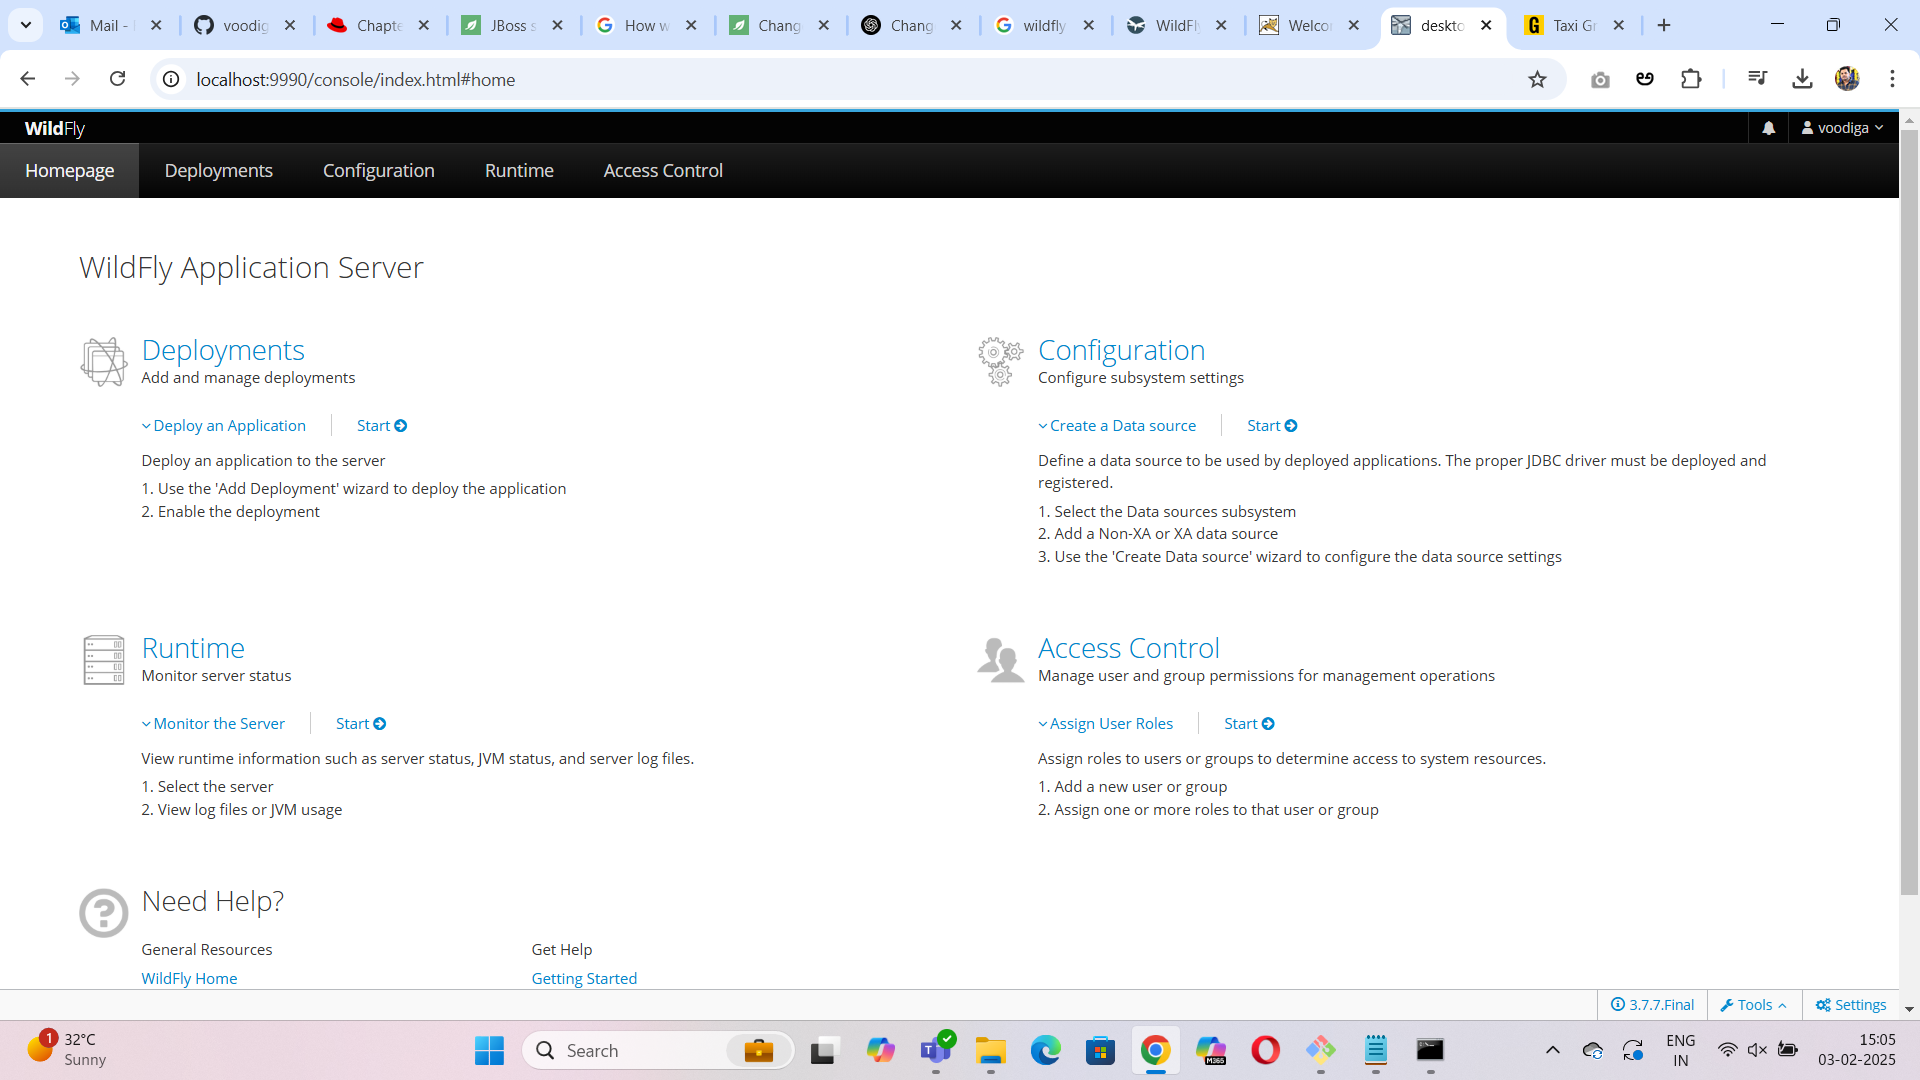 Mail -
voodig
Chapte
JBoss s
How w
Chang
Chang
wildfly
WildFl
Welcor
deskto
Taxi Gr
localhost:9990/console/index.html#home
WildFly
voodiga
Homepage
Deployments
Configuration
Runtime
Access Control
WildFly Application Server
Deployments
Add and manage deployments
Deploy an Application
Start
Deploy an application to the server
1. Use the 'Add Deployment' wizard to deploy the application
2. Enable the deployment
Configuration
Configure subsystem settings
Create a Data source
Start
Define a data source to be used by deployed applications. The proper JDBC driver must be deployed and
registered.
1. Select the Data sources subsystem
2. Add a Non-XA or XA data source
3. Use the 'Create Data source' wizard to configure the data source settings
Runtime
Monitor server status
Monitor the Server
Start
View runtime information such as server status, JVM status, and server log files.
1. Select the server
2. View log files or JVM usage
Access Control
Manage user and group permissions for management operations
Assign User Roles
Start
Assign roles to users or groups to determine access to system resources.
1. Add a new user or group
2. Assign one or more roles to that user or group
Need Help?
General Resources
WildFly Home
Get Help
Getting Started
3.7.7.Final
Tools
Settings
1
32°C
Sunny
Search
M365
ENG
IN
15:05
03-02-2025